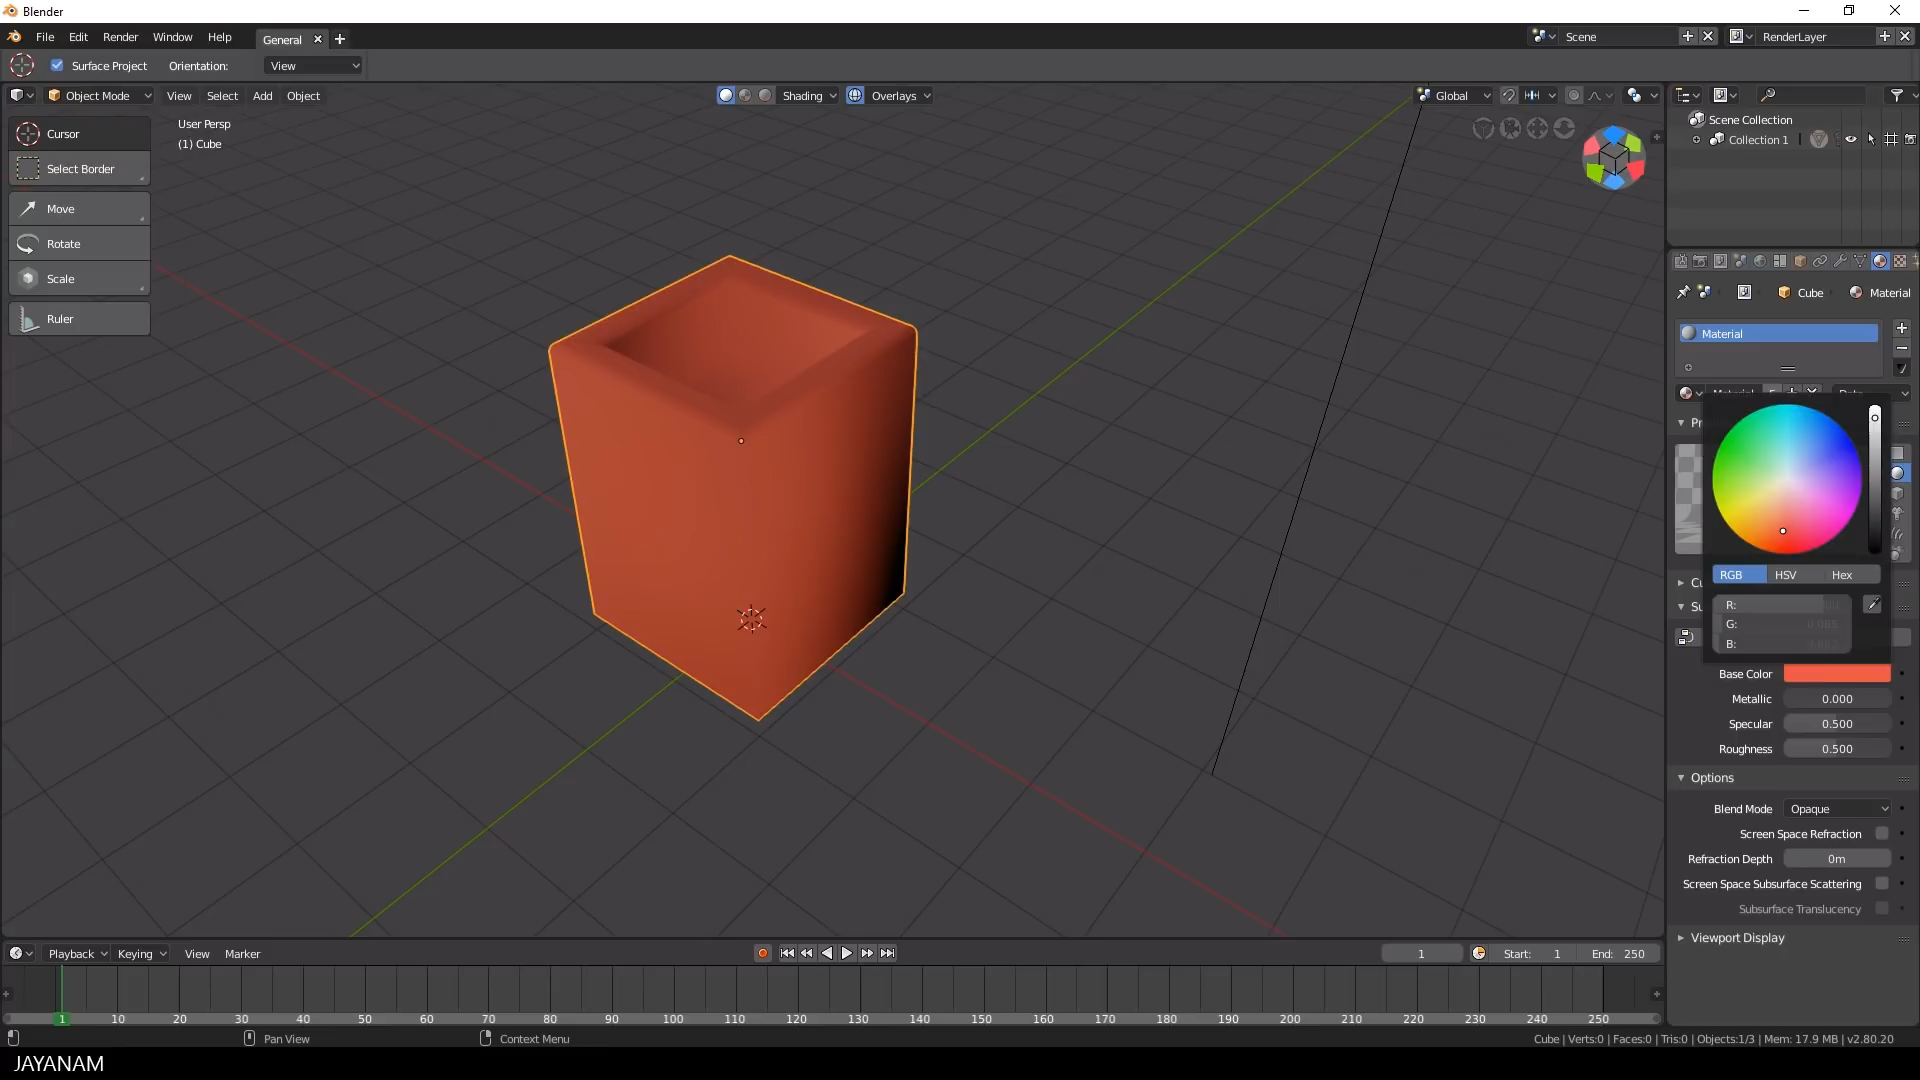 Blender
File Edit Render Window Help General Scene RenderLayer
Surface Project Orientation: View
Object Mode View Select Add Object Shading Overlays Global
User Persp
(1) Cube
Cursor
Select Border
Move
Rotate
Scale
Ruler
Scene Collection
Collection 1
Cube Material
Material
RGB HSV Hex
R:
G:
B:
Base Color
Metallic 0.000
Specular 0.500
Roughness 0.500
Options
Blend Mode Opaque
Screen Space Refraction
Refraction Depth 0m
Screen Space Subsurface Scattering
Subsurface Translucency
Viewport Display
Playback Keying View Marker 1 Start: 1 End: 250
1 10 20 30 40 50 60 70 80 90 100 110 120 130 140 150 160 170 180 190 200 210 220 230 240 250
Pan View Context Menu Cube | Verts:0 | Faces:0 | Tris:0 | Objects:1/3 | Mem: 17.9 MB | v2.80.20
JAYANAM